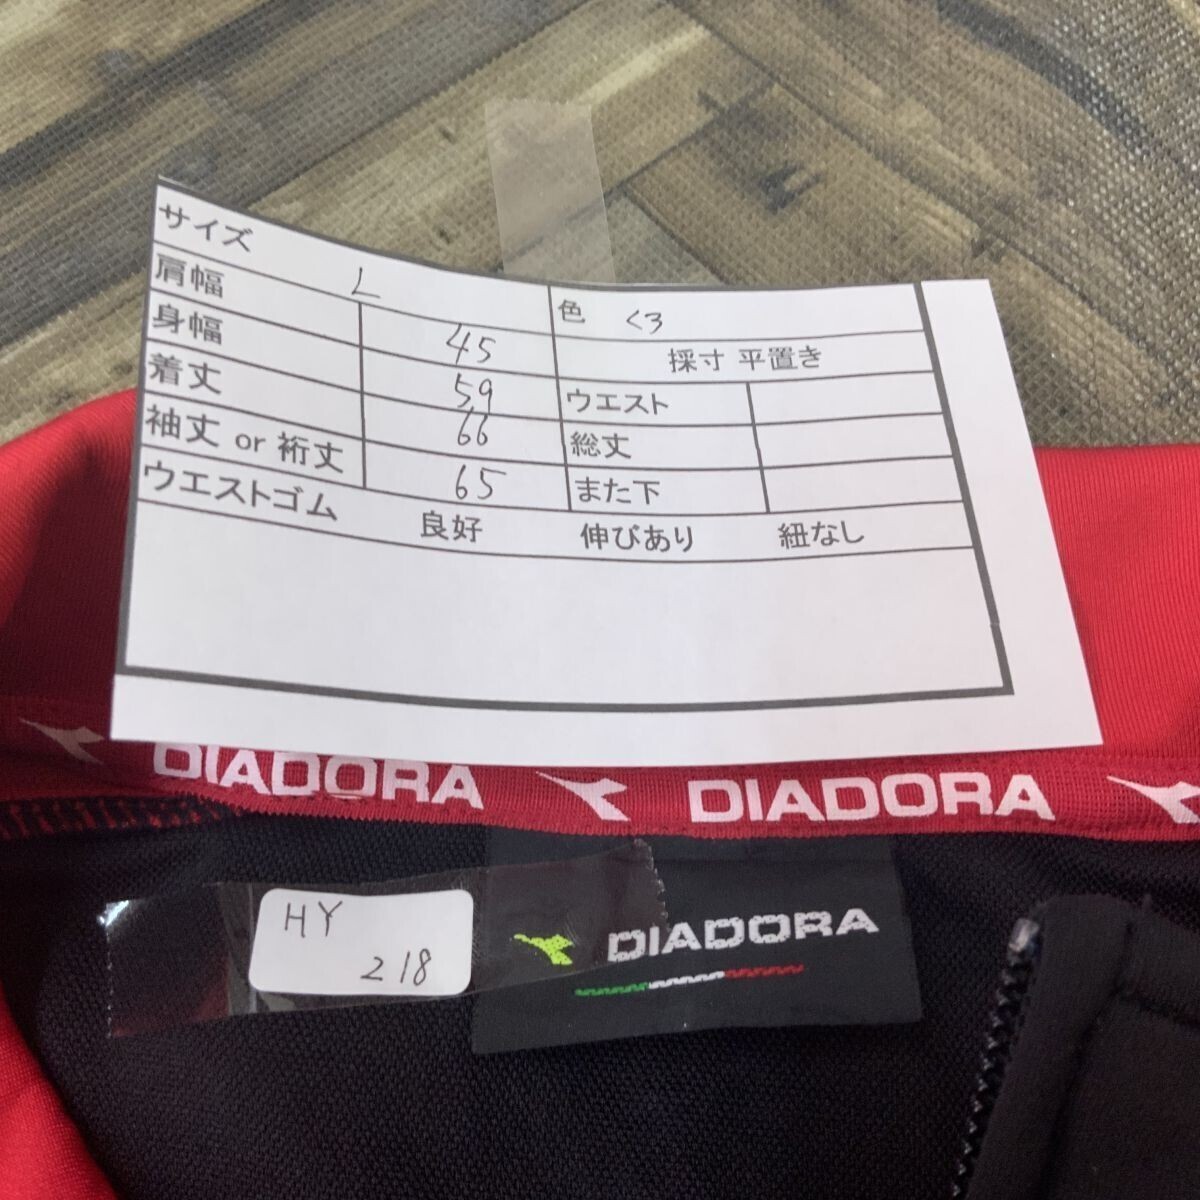 サイズ L 色 くろ
肩幅 45 採寸 平置き
身幅 59 ウエスト
着丈 66 総丈
袖丈 or 裄丈 65 また下
ウエストゴム 良好 伸びあり 紐なし
DIADORA DIADORA
HY
218
DIADORA